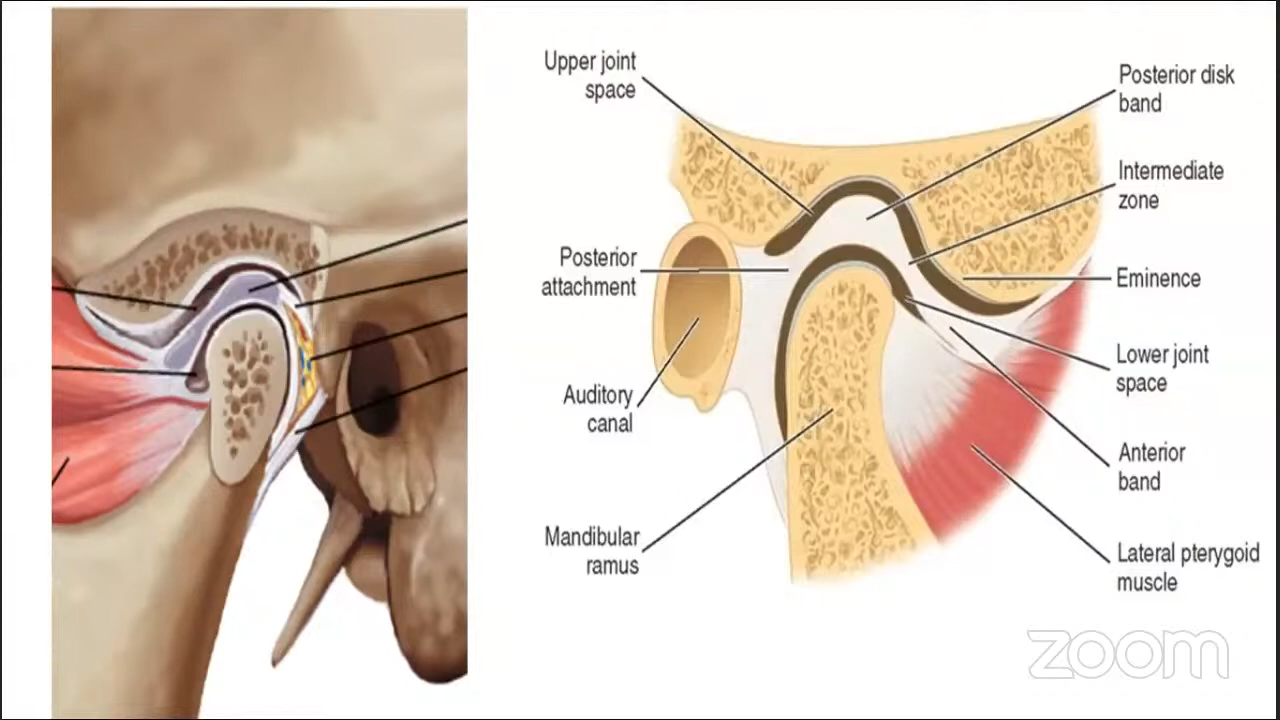 Upper joint
space
Posterior
attachment
Auditory
canal
Mandibular
ramus
Posterior disk
band
Intermediate
zone
Eminence
Lower joint
space
Anterior
band
Lateral pterygoid
muscle
zoom